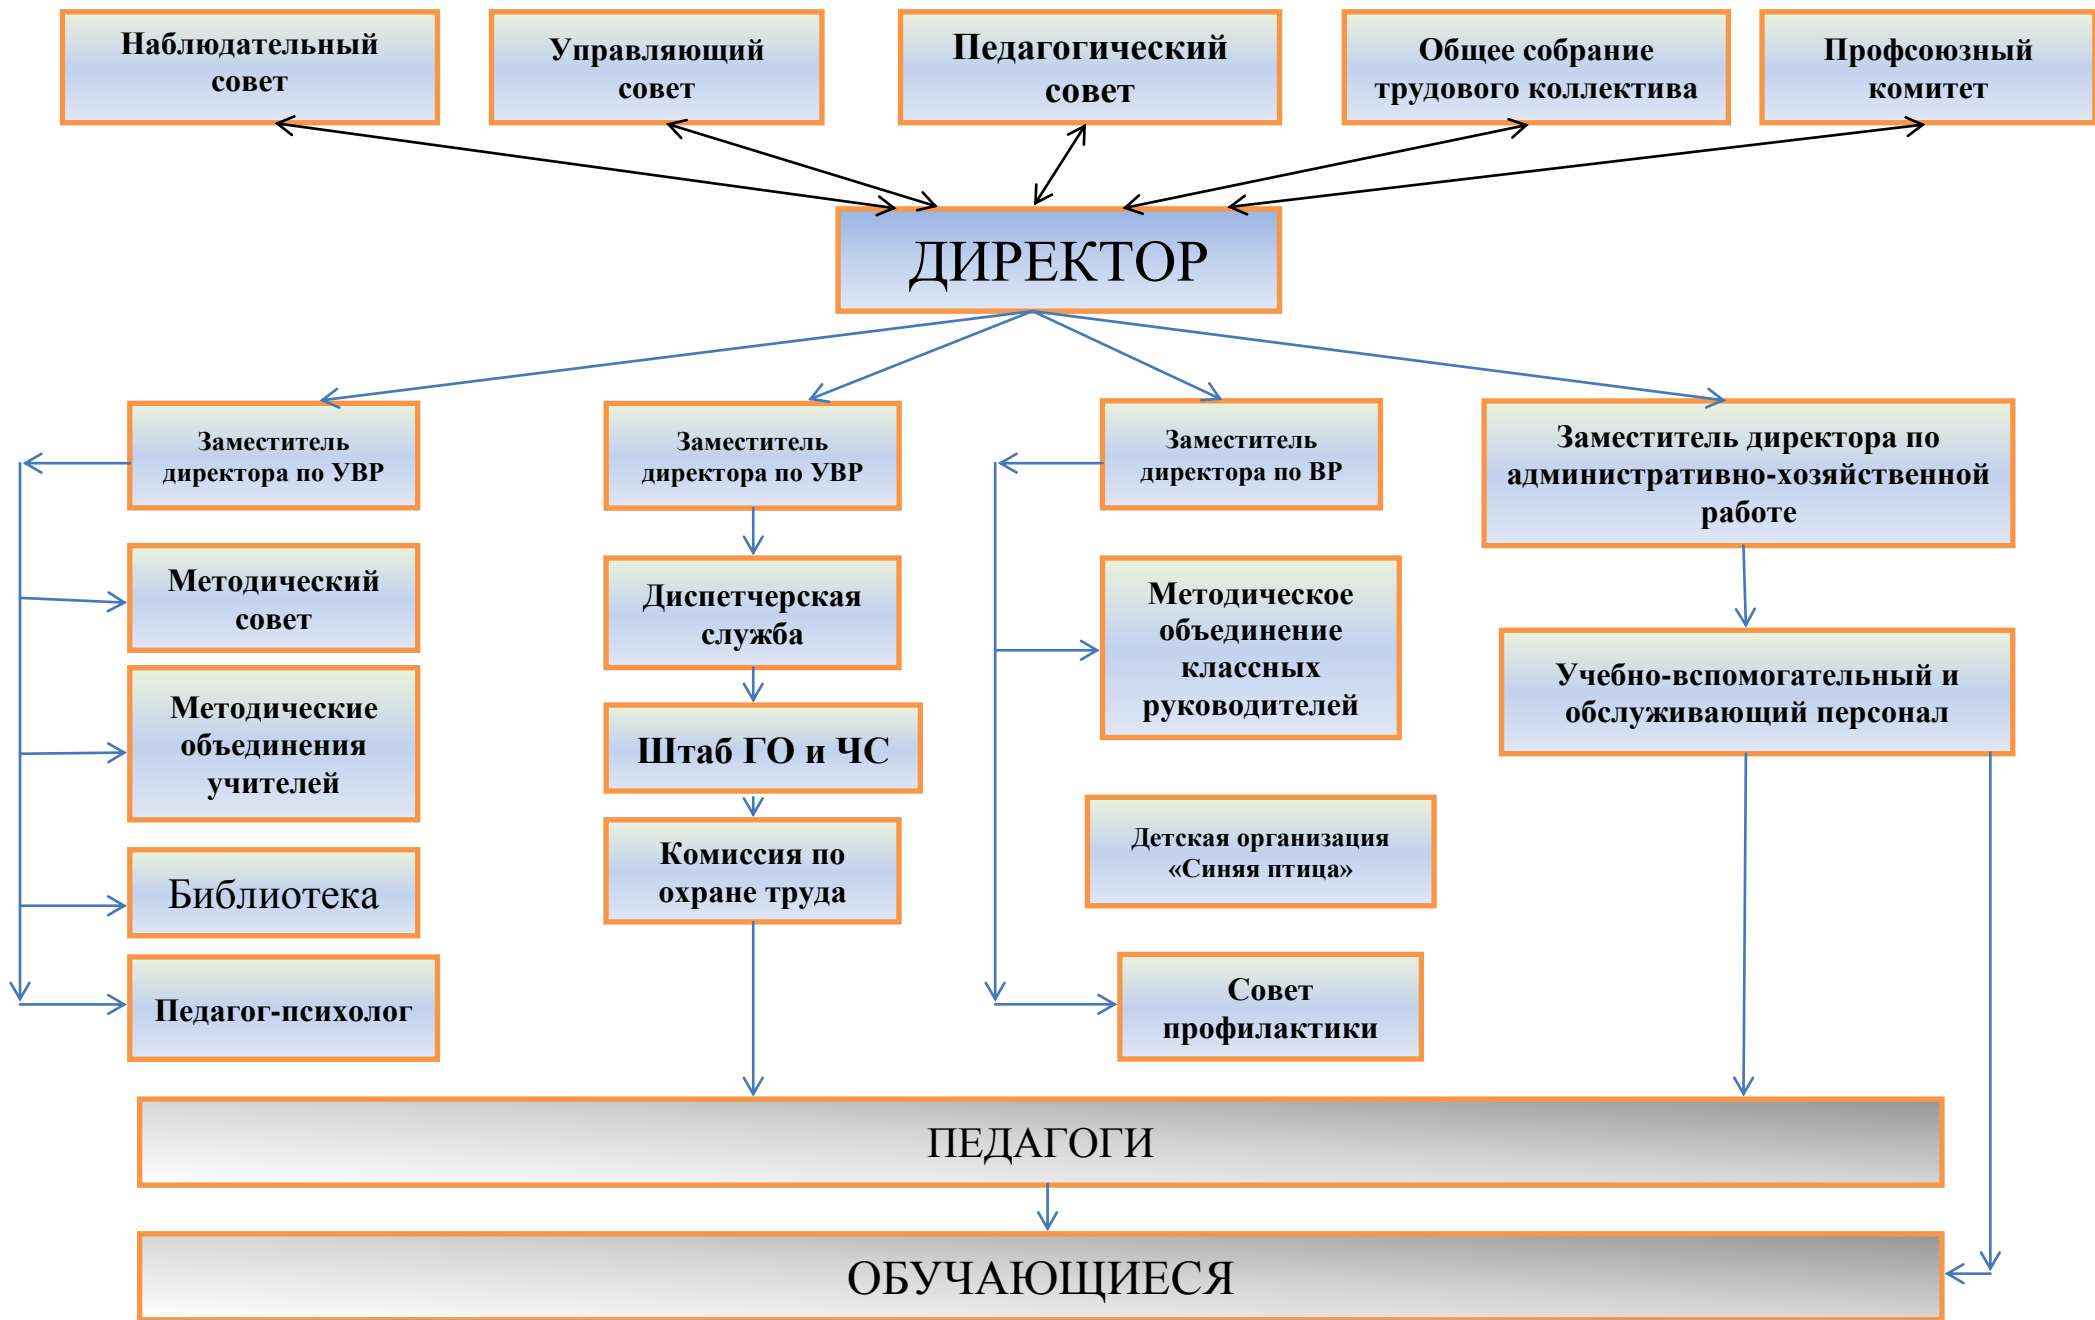 Наблюдательный
совет
Управляющий
совет
Педагогический
совет
Общее собрание
трудового коллектива
Профсоюзный
комитет
ДИРЕКТОР
Заместитель
директора по УВР
Заместитель
директора по УВР
Заместитель
директора по ВР
Заместитель директора по
административно-хозяйственной
работе
Методический
совет
Диспетчерская
служба
Методическое
объединение
классных
руководителей
Учебно-вспомогательный и
обслуживающий персонал
Методические
объединения
учителей
Штаб ГО и ЧС
Детская организация
«Синяя птица»
Комиссия по
охране труда
Библиотека
Педагог-психолог
Совет
профилактики
ПЕДАГОГИ
ОБУЧАЮЩИЕСЯ